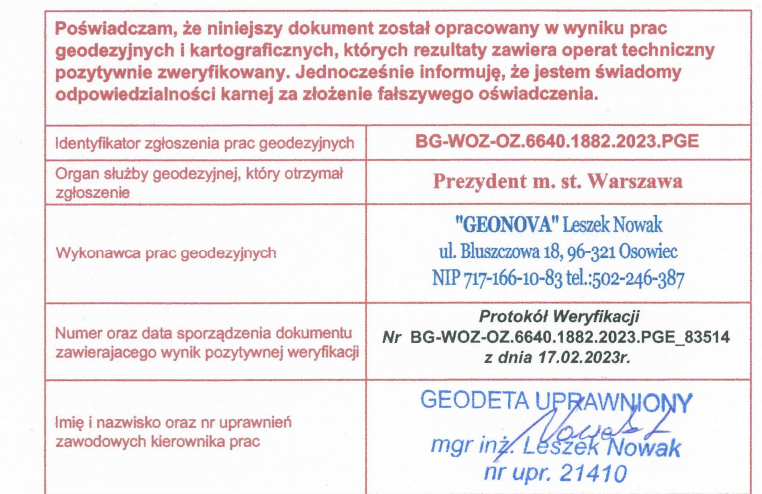 Poświadczam, że niniejszy dokument został opracowany w wyniku prac
geodezyjnych i kartograficznych, których rezultaty zawiera operat techniczny
pozytywnie zweryfikowany. Jednocześnie informuję, że jestem świadomy
odpowiedzialności karnej za złożenie fałszywego oświadczenia.
Identyfikator zgłoszenia prac geodezyjnych
BG-WOZ-OZ.6640.1882.2023.PGE
Organ służby geodezyjnej, który otrzymał
zgłoszenie
Prezydent m. st. Warszawa
Wykonawca prac geodezyjnych
"GEONOVA" Leszek Nowak
ul. Bluszczowa 18, 96-321 Osowiec
NIP 717-166-10-83 tel.:502-246-387
Numer oraz data sporządzenia dokumentu
zawierajacego wynik pozytywnej weryfikacji
Protokół Weryfikacji
Nr BG-WOZ-OZ.6640.1882.2023.PGE_83514
z dnia 17.02.2023r.
Imię i nazwisko oraz nr uprawnień
zawodowych kierownika prac
GEODETA UPRAWNIONY
Nowak L
mgr inż. Leszek Nowak
nr upr. 21410